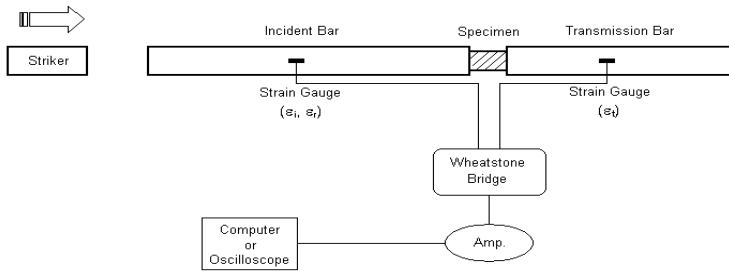 Incident Bar
Specimen
Transmission Bar
Striker
Strain Gauge
(εi, εr)
Strain Gauge
(εt)
Wheatstone
Bridge
Computer
or
Oscilloscope
Amp.